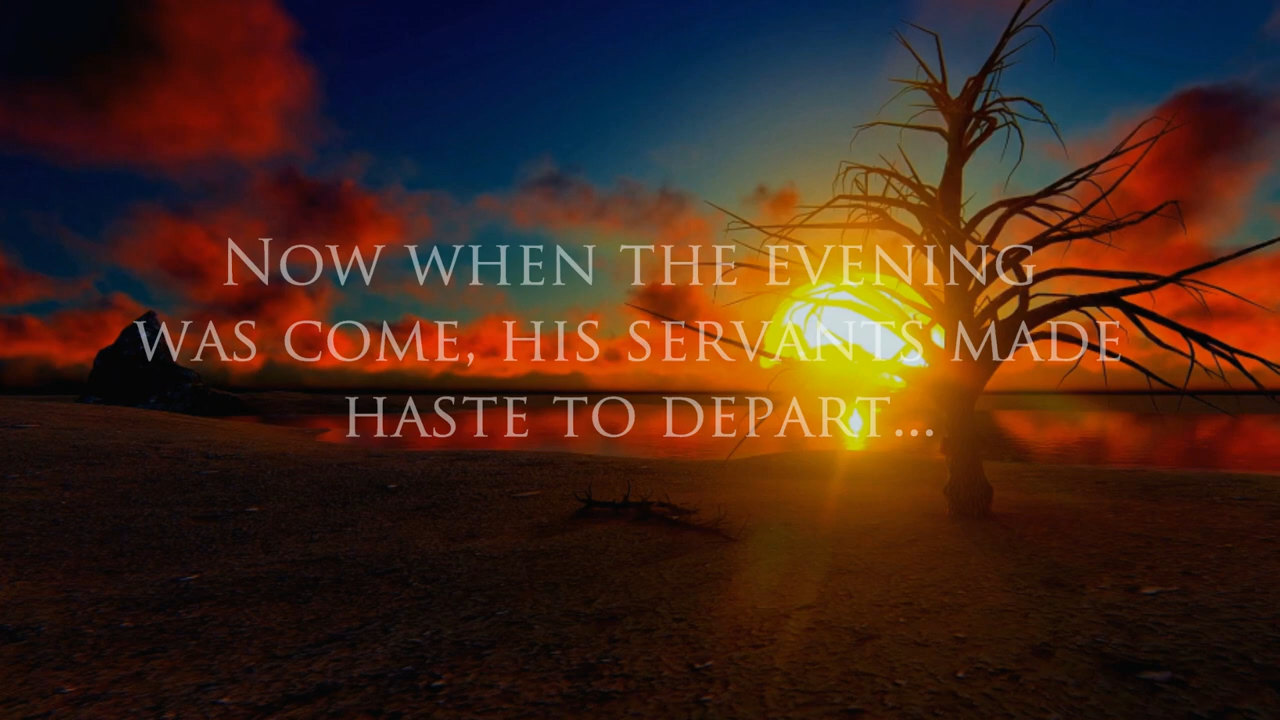 Now when the evening
was come, his servants made
haste to depart...